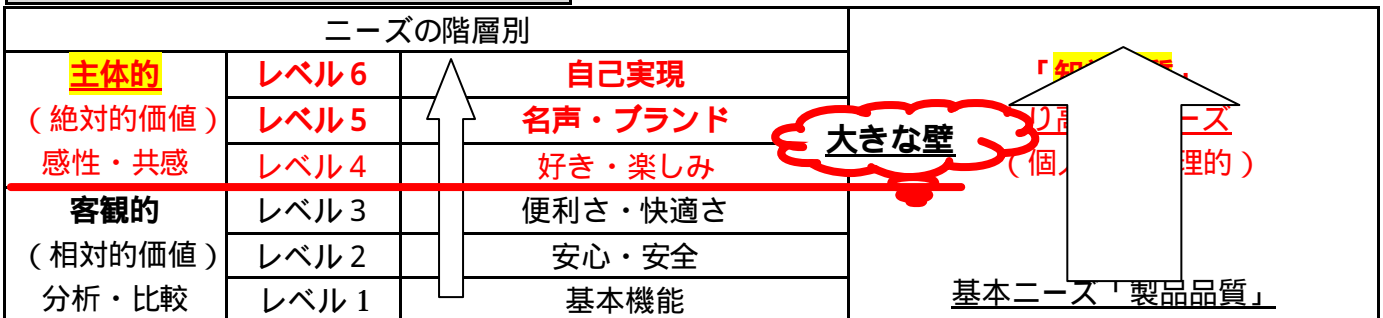 ニーズの階層別
主体的 レベル6 自己実現
(絶対的価値) レベル5 名声・ブランド
感性・共感 レベル4 好き・楽しみ
客観的 レベル3 便利さ・快適さ
(相対的価値) レベル2 安心・安全
分析・比較 レベル1 基本機能
大きな壁
ーズ
(個
理的)
基本ニーズ「製品品質」